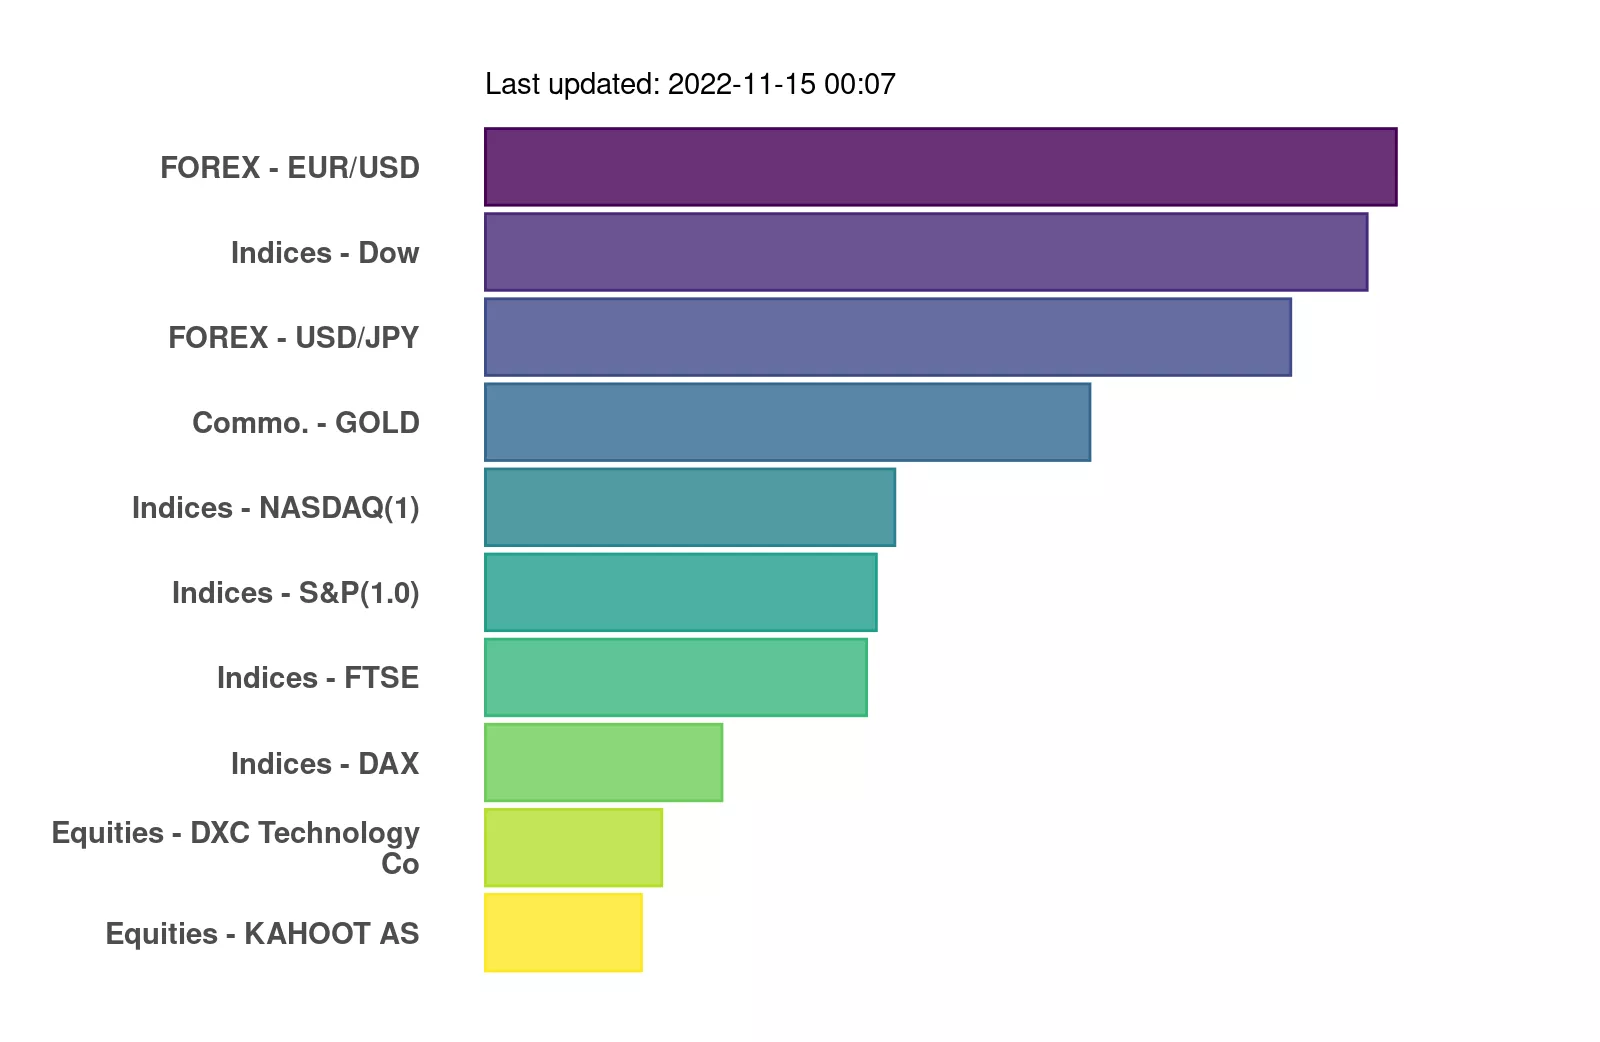 Last updated: 2022-11-15 00:07
FOREX - EUR/USD
Indices - Dow
FOREX - USD/JPY
Commo. - GOLD
Indices - NASDAQ(1)
Indices - S&P(1.0)
Indices - FTSE
Indices - DAX
Equities - DXC Technology
Co
Equities - KAHOOT AS